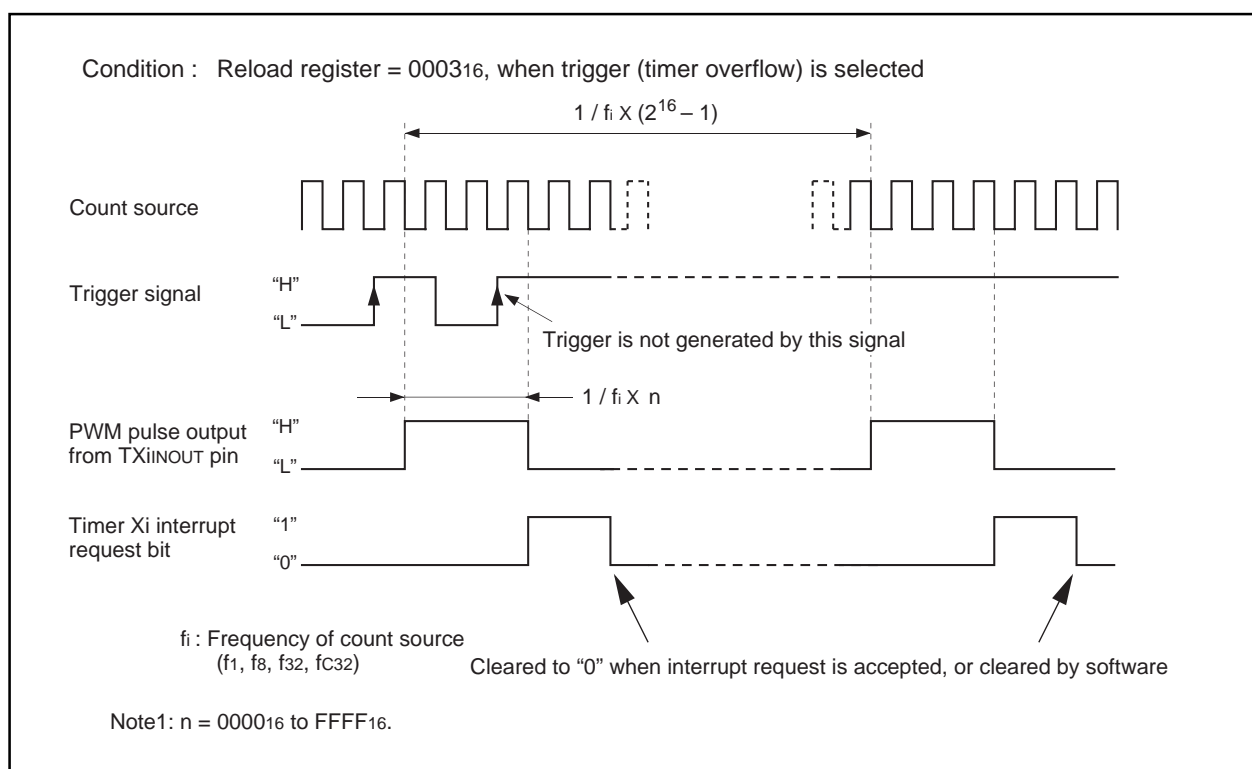 Condition : Reload register = 000316, when trigger (timer overflow) is selected
1 / fi X (2^16 – 1)
Count source
Trigger signal
“H”
“L”
Trigger is not generated by this signal
1 / fi X n
PWM pulse output
from TXiINOUT pin
“H”
“L”
Timer Xi interrupt
request bit
“1”
“0”
fi : Frequency of count source
(f1, f8, f32, fC32)
Cleared to “0” when interrupt request is accepted, or cleared by software
Note1: n = 000016 to FFFF16.